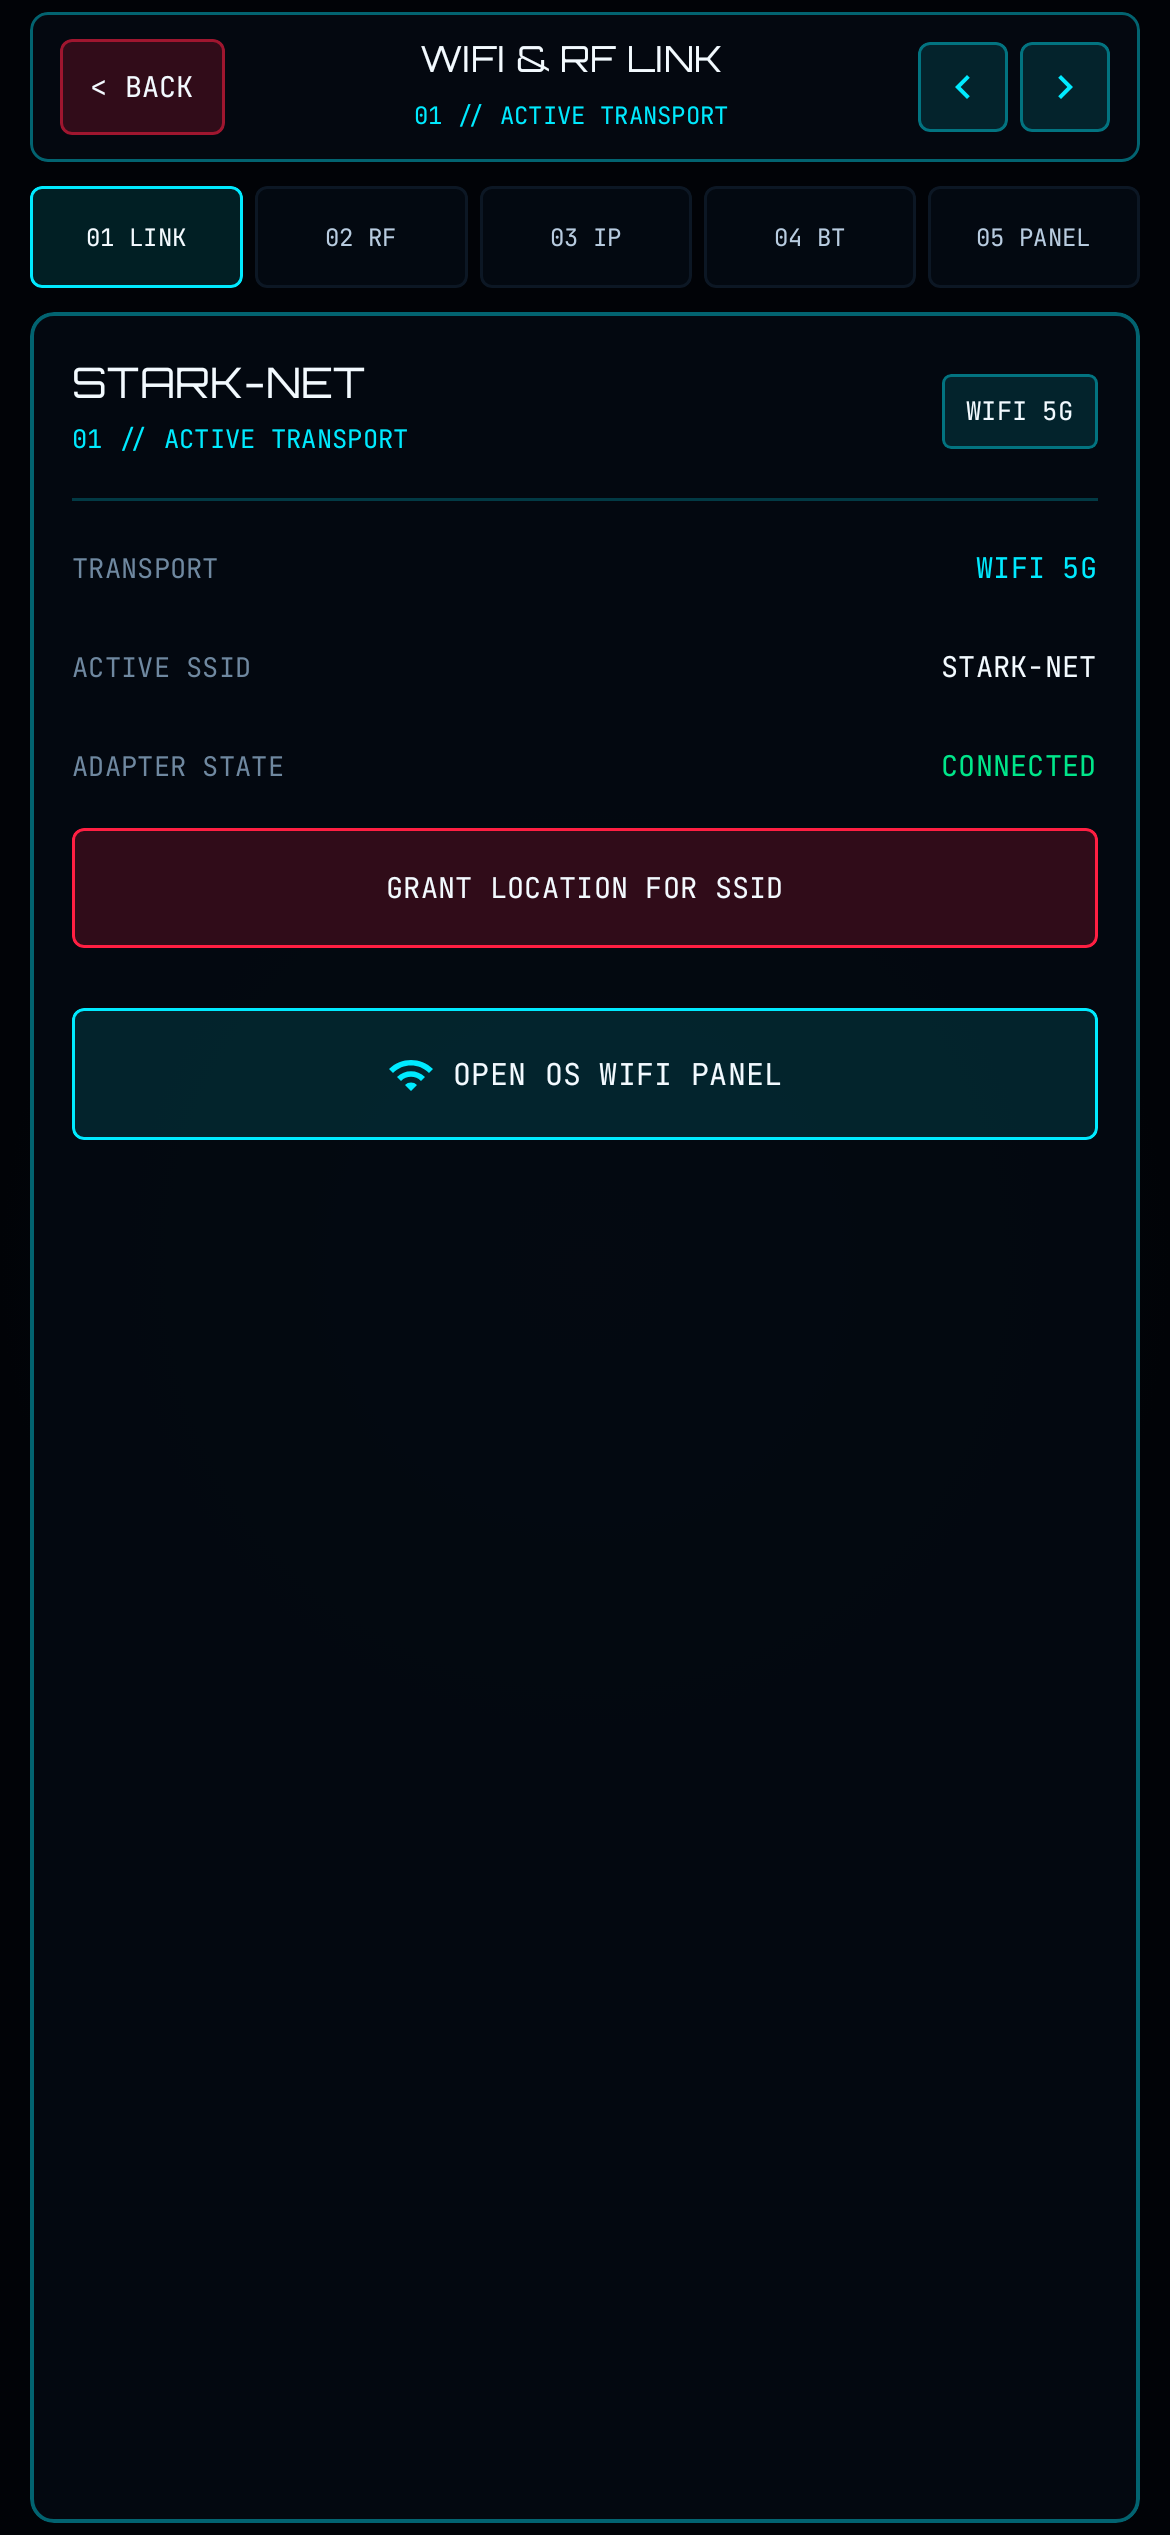 < BACK
WIFI & RF LINK
01 // ACTIVE TRANSPORT
01 LINK
02 RF
03 IP
04 BT
05 PANEL
STARK-NET
01 // ACTIVE TRANSPORT
WIFI 5G
TRANSPORT
WIFI 5G
ACTIVE SSID
STARK-NET
ADAPTER STATE
CONNECTED
GRANT LOCATION FOR SSID
OPEN OS WIFI PANEL